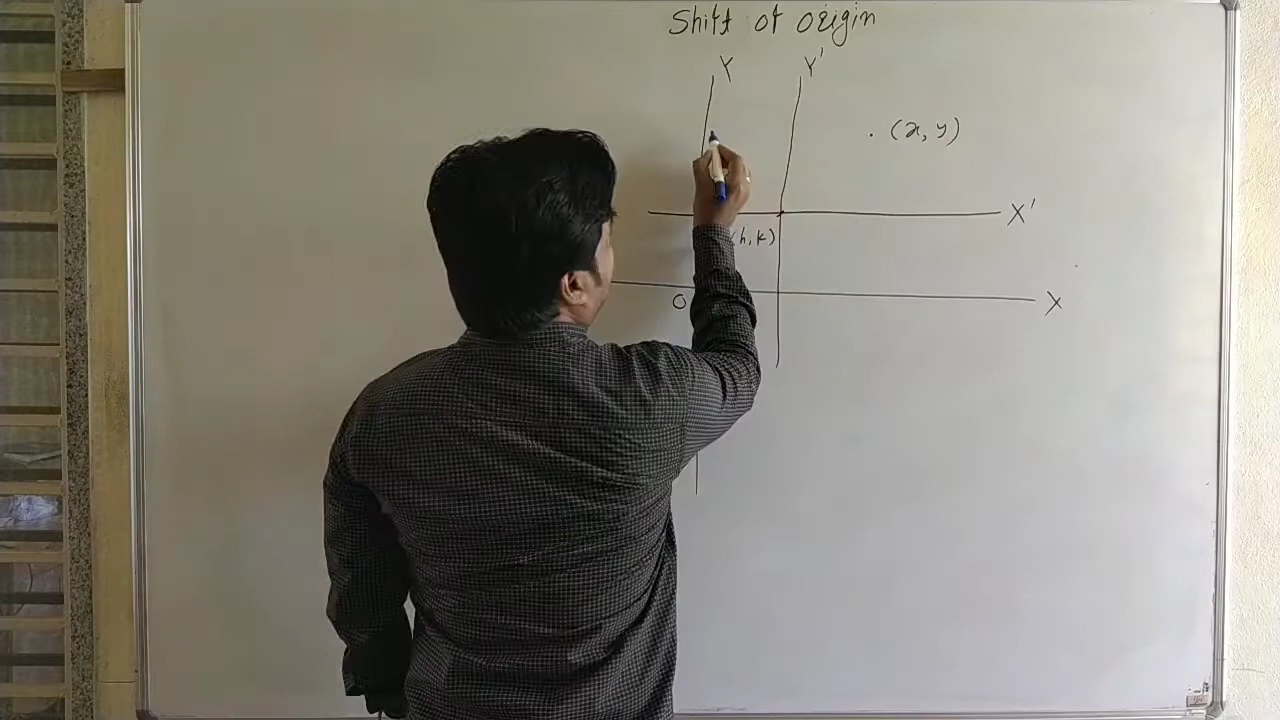 Shift of origin
Y
Y'
(x, y)
X'
(h, k)
O
X